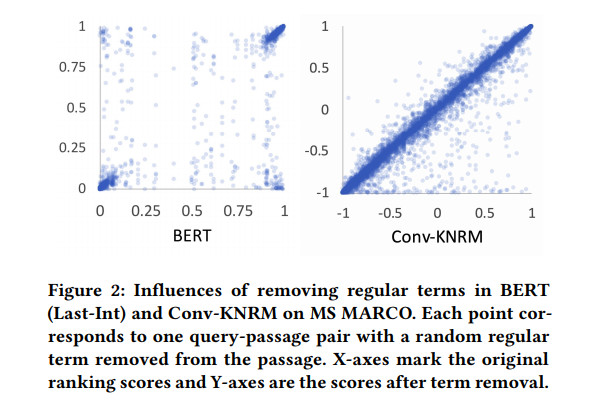 1
0.75
0.5
0.25
0
0 0.25 0.5 0.75 1
BERT
1
0.5
0
-0.5
-1
-1 -0.5 0 0.5 1
Conv-KNRM
Figure 2: Influences of removing regular terms in BERT
(Last-Int) and Conv-KNRM on MS MARCO. Each point cor-
responds to one query-passage pair with a random regular
term removed from the passage. X-axes mark the original
ranking scores and Y-axes are the scores after term removal.